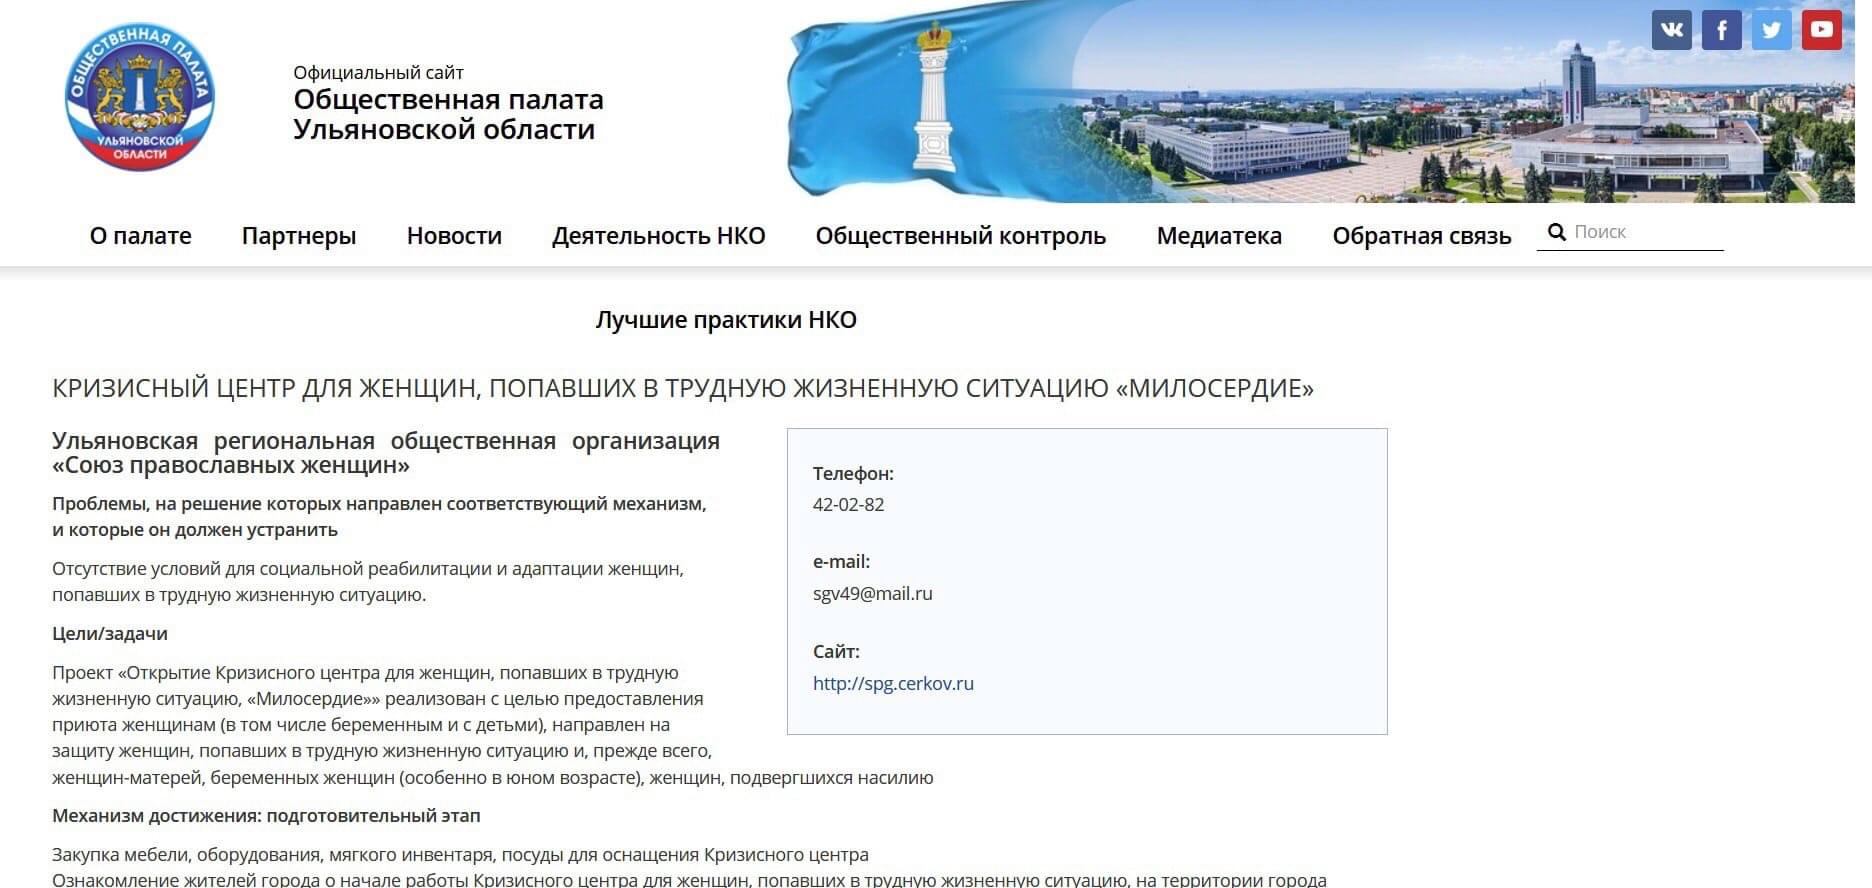 ОБЩЕСТВЕННАЯ ПАЛАТА
УЛЬЯНОВСКОЙ
ОБЛАСТИ
Официальный сайт
Общественная палата
Ульяновской области
О палате Партнеры Новости Деятельность НКО Общественный контроль Медиатека Обратная связь Поиск
Лучшие практики НКО
КРИЗИСНЫЙ ЦЕНТР ДЛЯ ЖЕНЩИН, ПОПАВШИХ В ТРУДНУЮ ЖИЗНЕННУЮ СИТУАЦИЮ «МИЛОСЕРДИЕ»
Ульяновская региональная общественная организация
«Союз православных женщин»
Проблемы, на решение которых направлен соответствующий механизм,
и которые он должен устранить
Отсутствие условий для социальной реабилитации и адаптации женщин,
попавших в трудную жизненную ситуацию.
Цели/задачи
Проект «Открытие Кризисного центра для женщин, попавших в трудную
жизненную ситуацию, «Милосердие»» реализован с целью предоставления
приюта женщинам (в том числе беременным и с детьми), направлен на
защиту женщин, попавших в трудную жизненную ситуацию и, прежде всего,
женщин-матерей, беременных женщин (особенно в юном возрасте), женщин, подвергшихся насилию
Телефон:
42-02-82
e-mail:
sgv49@mail.ru
Сайт:
http://spg.cerkov.ru
Механизм достижения: подготовительный этап
Закупка мебели, оборудования, мягкого инвентаря, посуды для оснащения Кризисного центра
Ознакомление жителей города о начале работы Кризисного центра для женщин, попавших в трудную жизненную ситуацию, на территории города